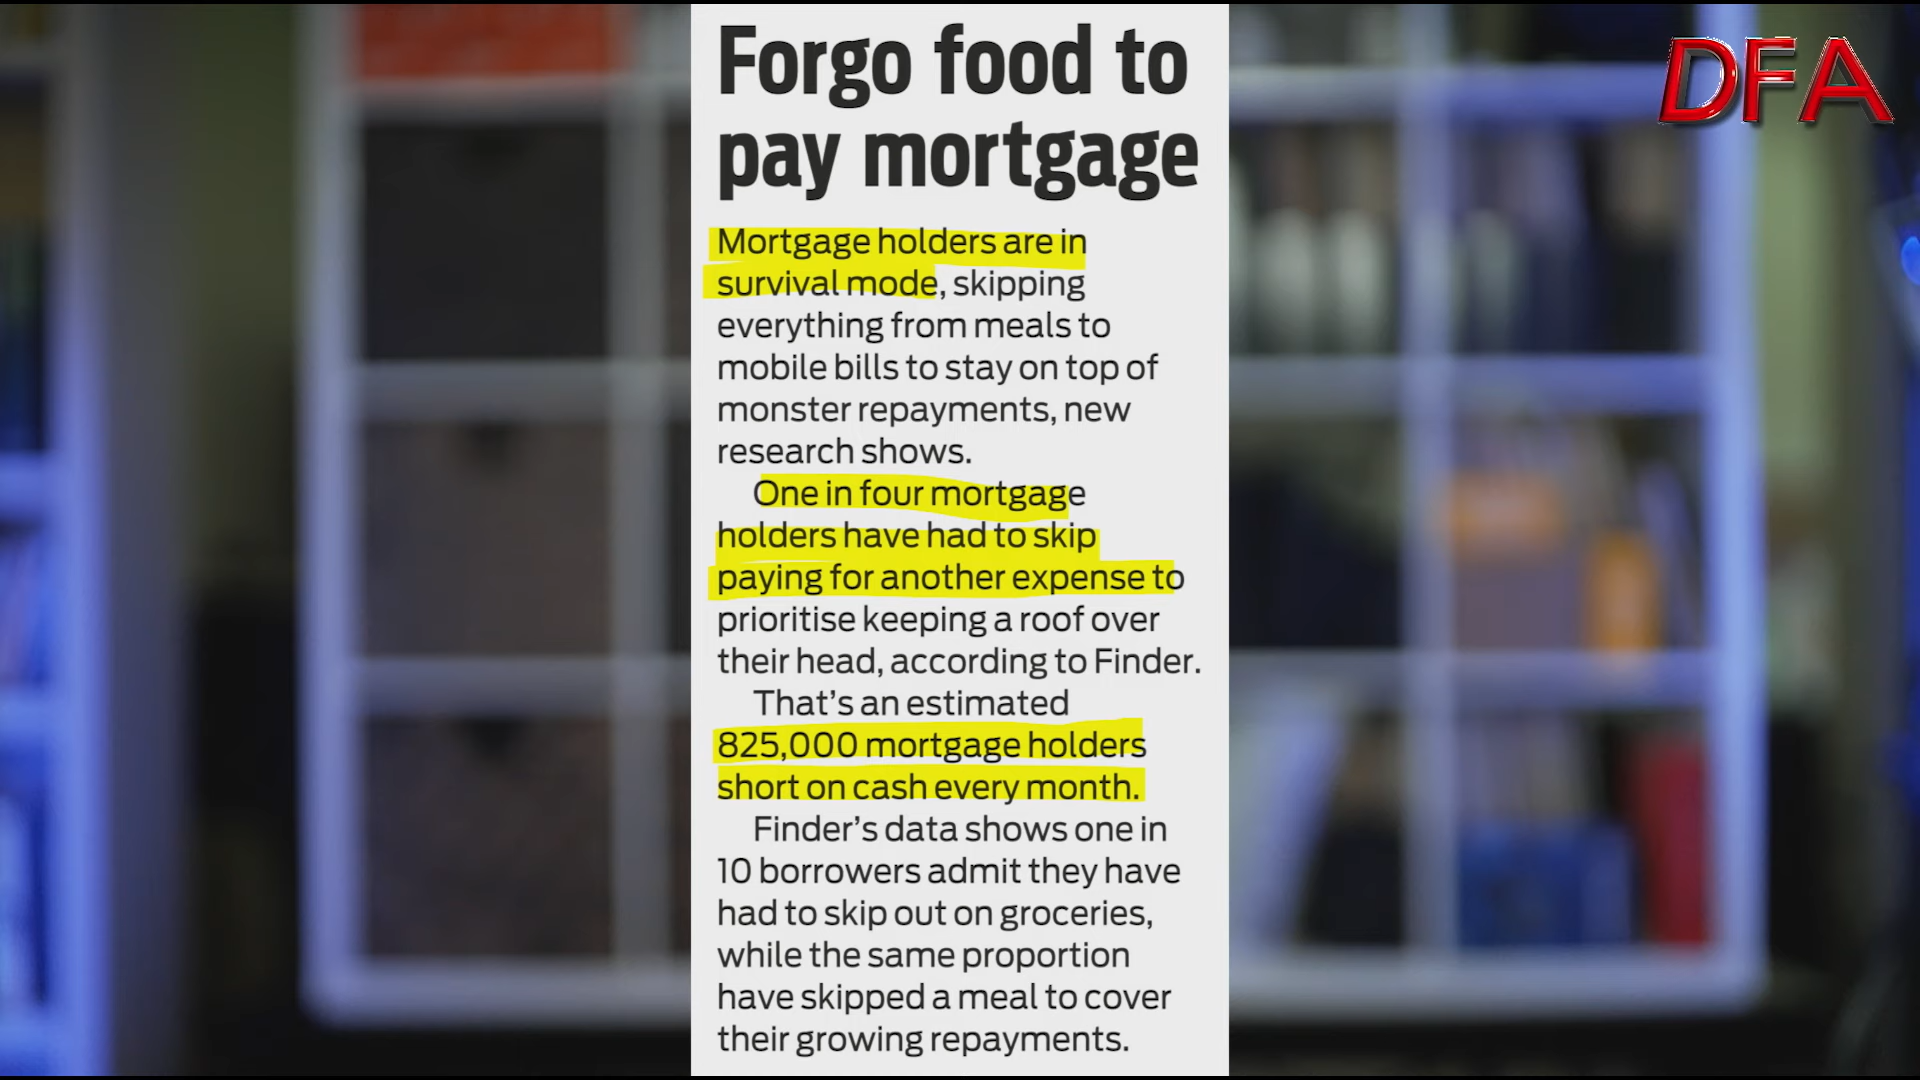 Forgo food to
pay mortgage
DFA
Mortgage holders are in
survival mode, skipping
everything from meals to
mobile bills to stay on top of
monster repayments, new
research shows.
One in four mortgage
holders have had to skip
paying for another expense to
prioritise keeping a roof over
their head, according to Finder.
That’s an estimated
825,000 mortgage holders
short on cash every month.
Finder’s data shows one in
10 borrowers admit they have
had to skip out on groceries,
while the same proportion
have skipped a meal to cover
their growing repayments.